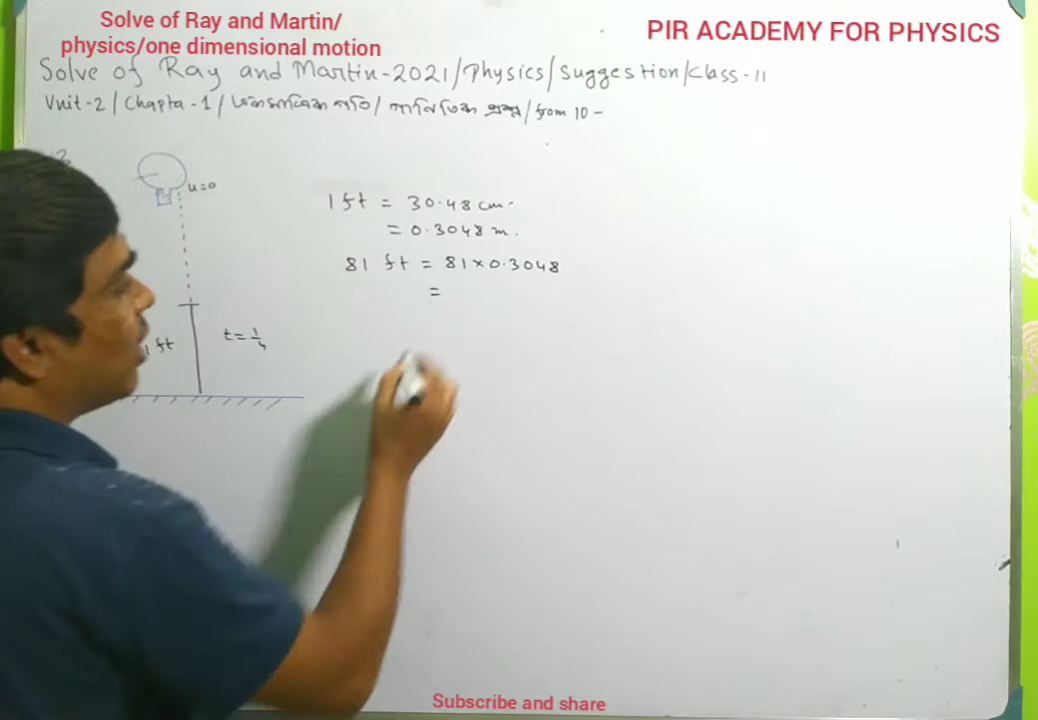 Solve of Ray and Martin/
physics/one dimensional motion
PIR ACADEMY FOR PHYSICS
Solve of Ray and Martin-2021/Physics/suggestion/class-11
Unit-2/Chapta-1/ একমাত্রিক গতি/ গাণিতিক প্রশ্ন/from 10-
u=0
1 ft = 30.48 cm.
= 0.3048 m.
81 ft = 81×0.3048
=
t=1/4
1 ft
Subscribe and share